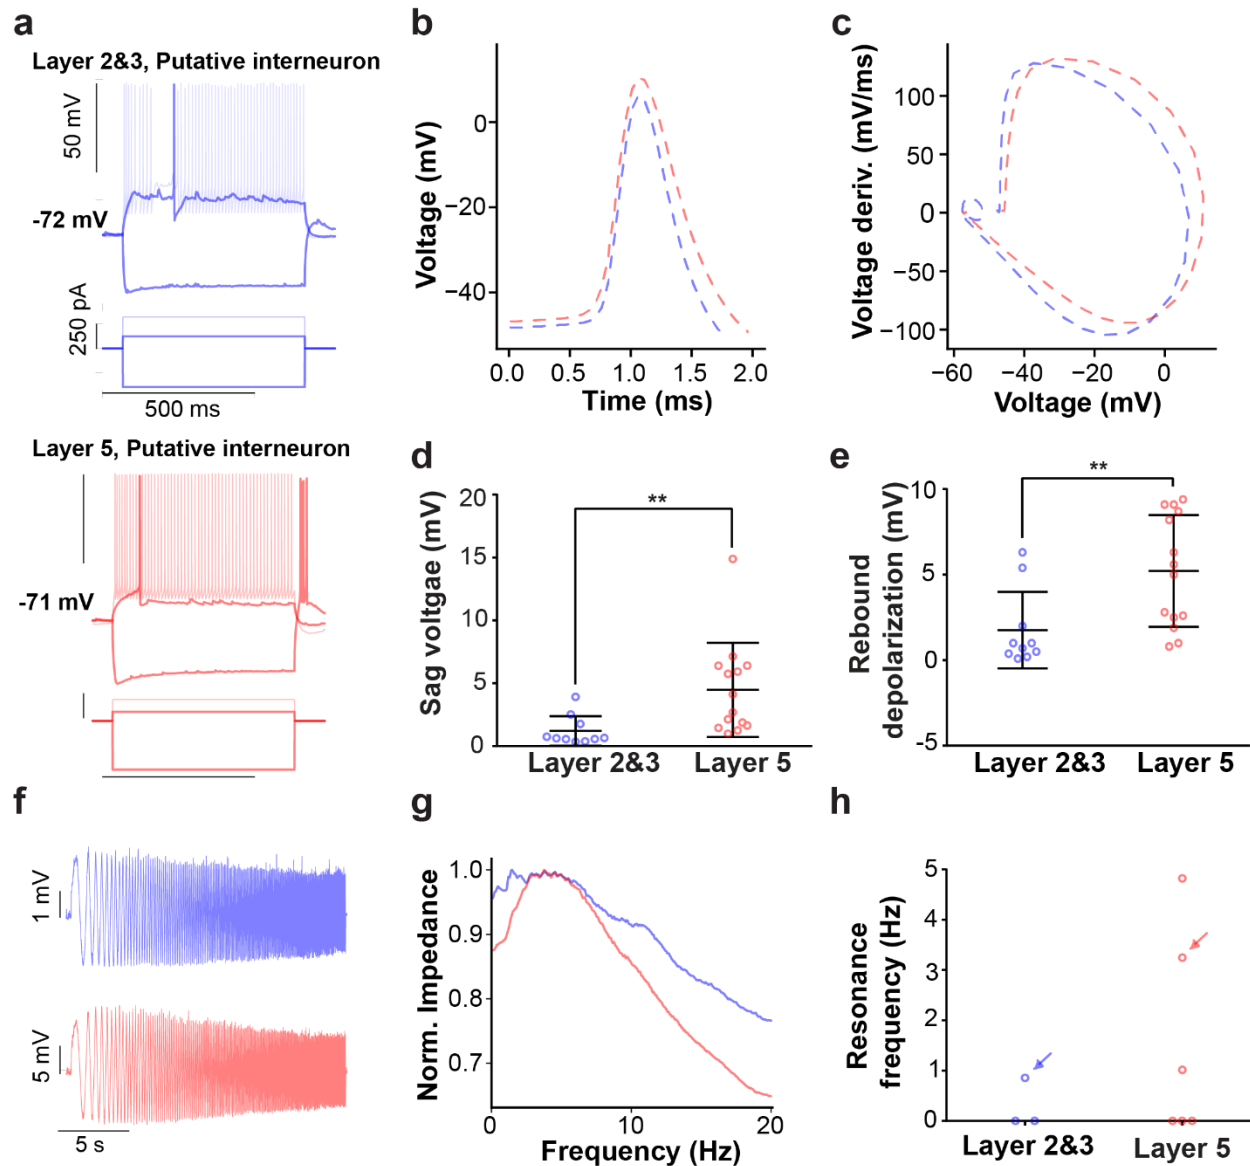 a
Layer 2&3, Putative interneuron
50 mV
-72 mV
250 pA
500 ms
Layer 5, Putative interneuron
-71 mV
b
Voltage (mV)
0
−20
−40
0.0 0.5 1.0 1.5 2.0
Time (ms)
c
Voltage deriv. (mV/ms)
100
50
0
−50
−100
−60 −40 −20 0
Voltage (mV)
d
Sag voltgae (mV)
20
15
10
5
0
**
Layer 2&3 Layer 5
e
Rebound
depolarization (mV)
10
5
0
-5
**
Layer 2&3 Layer 5
f
1 mV
5 mV
5 s
g
Norm. Impedance
1.0
0.9
0.8
0.7
0 10 20
Frequency (Hz)
h
Resonance
frequency (Hz)
5
4
3
2
1
0
Layer 2&3 Layer 5